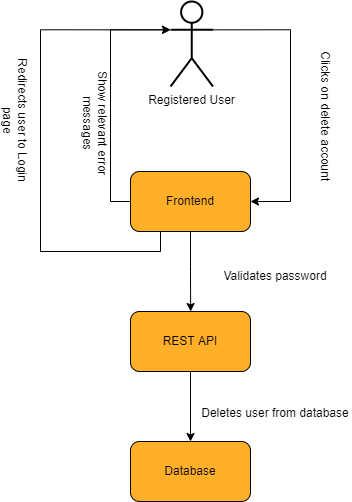 Registered User
Redirects user to Login
page
Show relevant error
messages
Clicks on delete account
Frontend
Validates password
REST API
Deletes user from database
Database